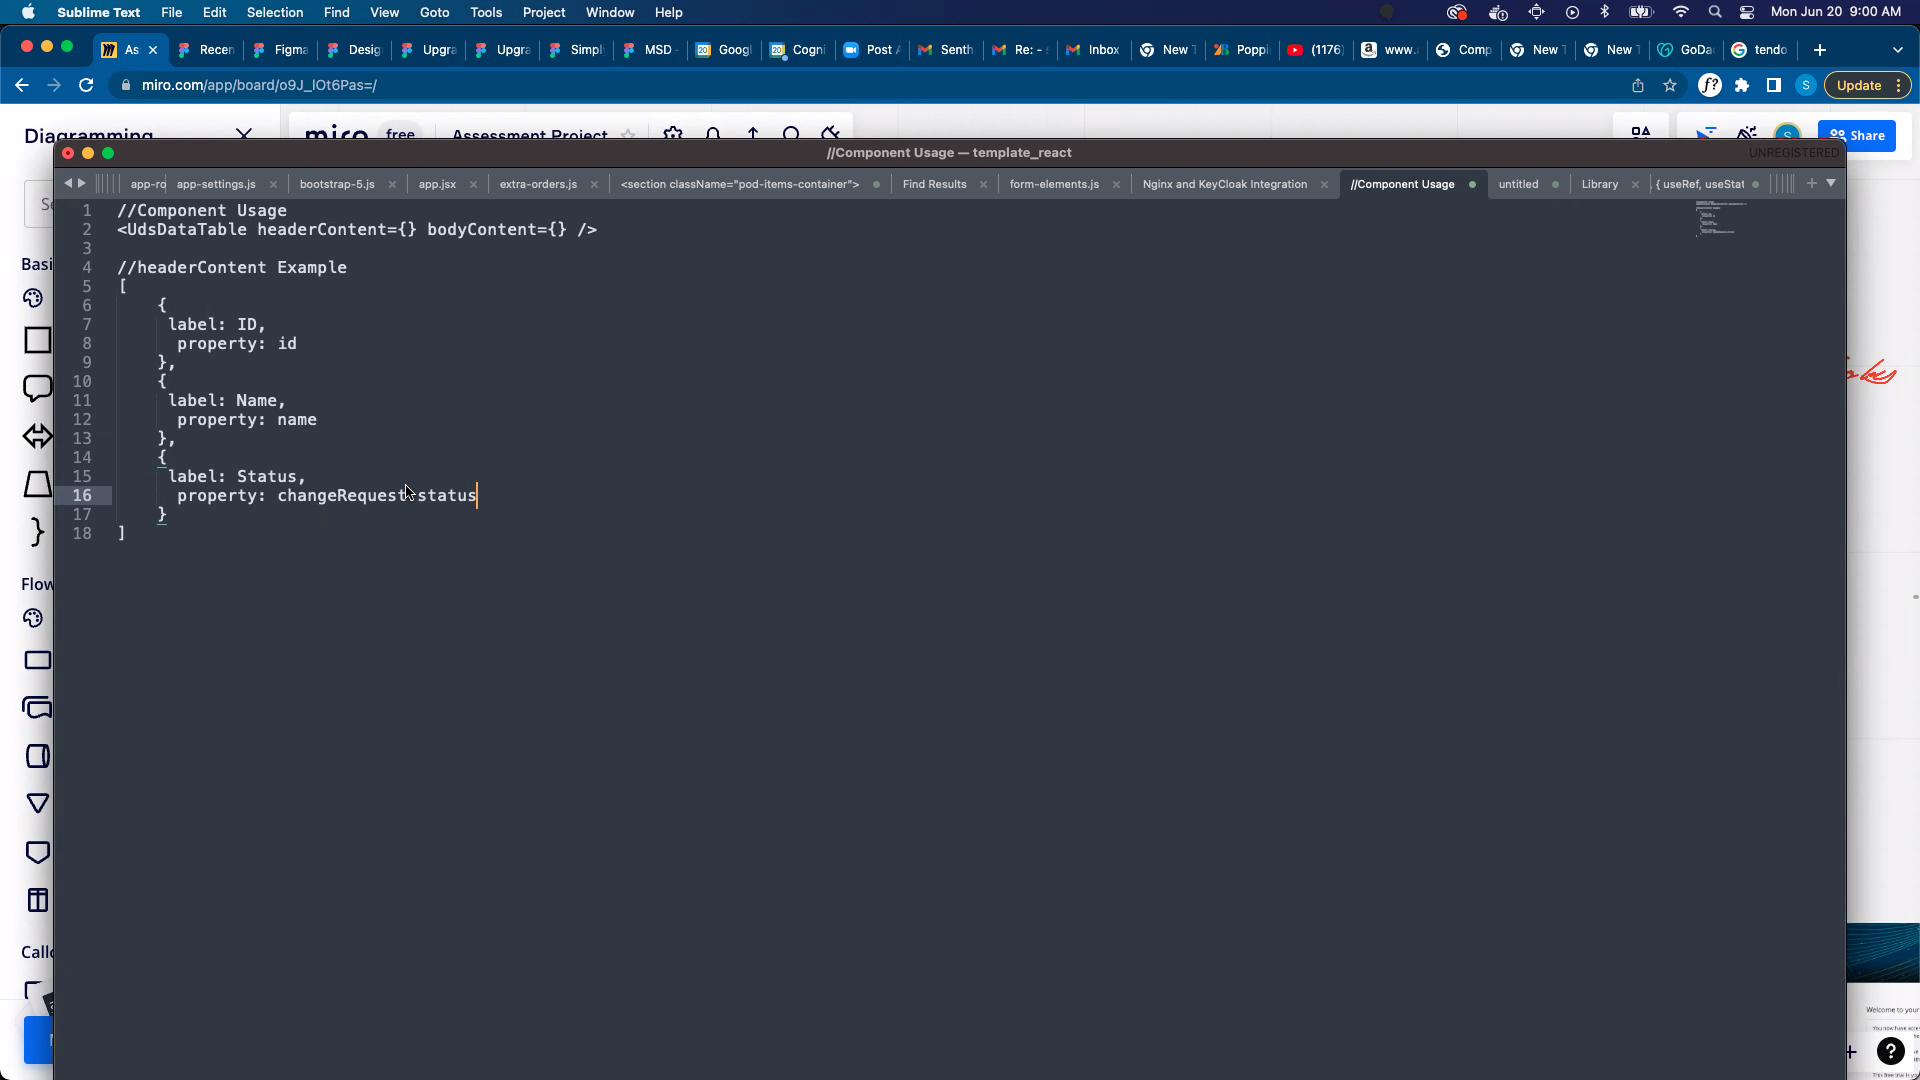 Sublime Text File Edit Selection Find View Goto Tools Project Window Help Mon Jun 20 9:00 AM
As Recen Figma Desig Upgra Upgra Simpl MSD - Googl Cogni Post A Senth Re: - s Inbox New T Poppi (1176) www. Comp New T New T GoDa tendo
miro.com/app/board/o9J_lOt6Pas=/ Update
Diagramming miro free Assessment Project Share
//Component Usage — template_react UNREGISTERED
app-ro app-settings.js bootstrap-5.js app.jsx extra-orders.js <section className="pod-items-container"> Find Results form-elements.js Nginx and KeyCloak Integration //Component Usage untitled Library { useRef, useStat
1 //Component Usage
2 <UdsDataTable headerContent={} bodyContent={} />
3
4 //headerContent Example
5 [
6 {
7 label: ID,
8 property: id
9 },
10 {
11 label: Name,
12 property: name
13 },
14 {
15 label: Status,
16 property: changeRequest.status
17 }
18 ]
Se
Basi
Flow
Callo
Welcome to your